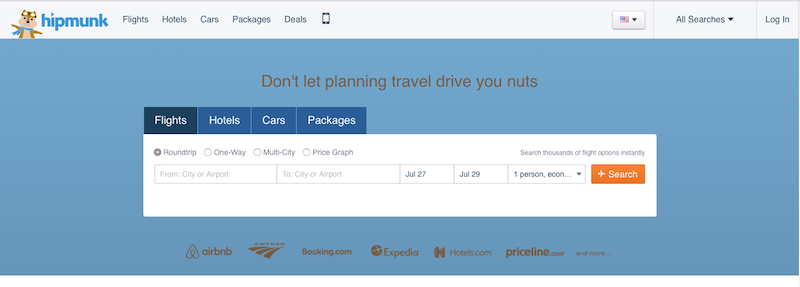 hipmunk Flights Hotels Cars Packages Deals All Searches Log In
Don't let planning travel drive you nuts
Flights Hotels Cars Packages
Roundtrip One-Way Multi-City Price Graph Search thousands of flight options instantly
From: City or Airport To: City or Airport Jul 27 Jul 29 1 person, econ... Search
airbnb AMTRAK Booking.com Expedia Hotels.com priceline.com and more...